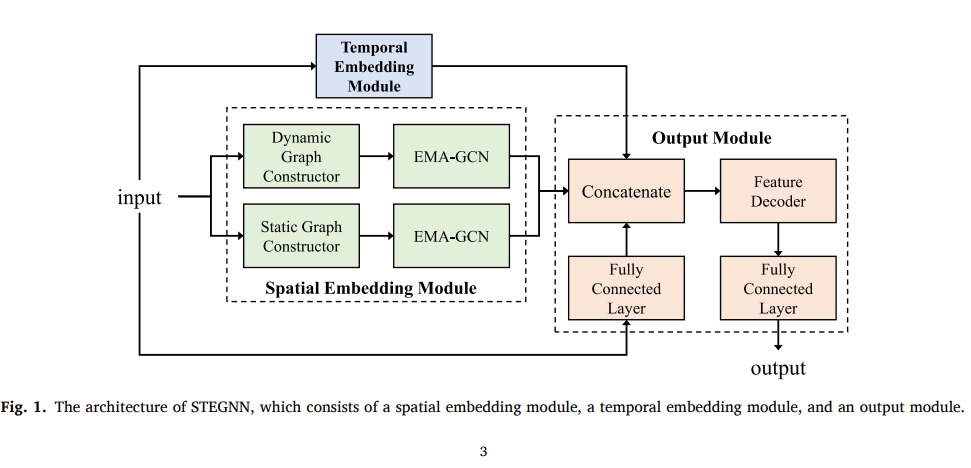 Temporal
Embedding
Module
Dynamic
Graph
Constructor
EMA-GCN
input
Static Graph
Constructor
EMA-GCN
Spatial Embedding Module
Output Module
Concatenate
Feature
Decoder
Fully
Connected
Layer
Fully
Connected
Layer
output
Fig. 1. The architecture of STEGNN, which consists of a spatial embedding module, a temporal embedding module, and an output module.
3